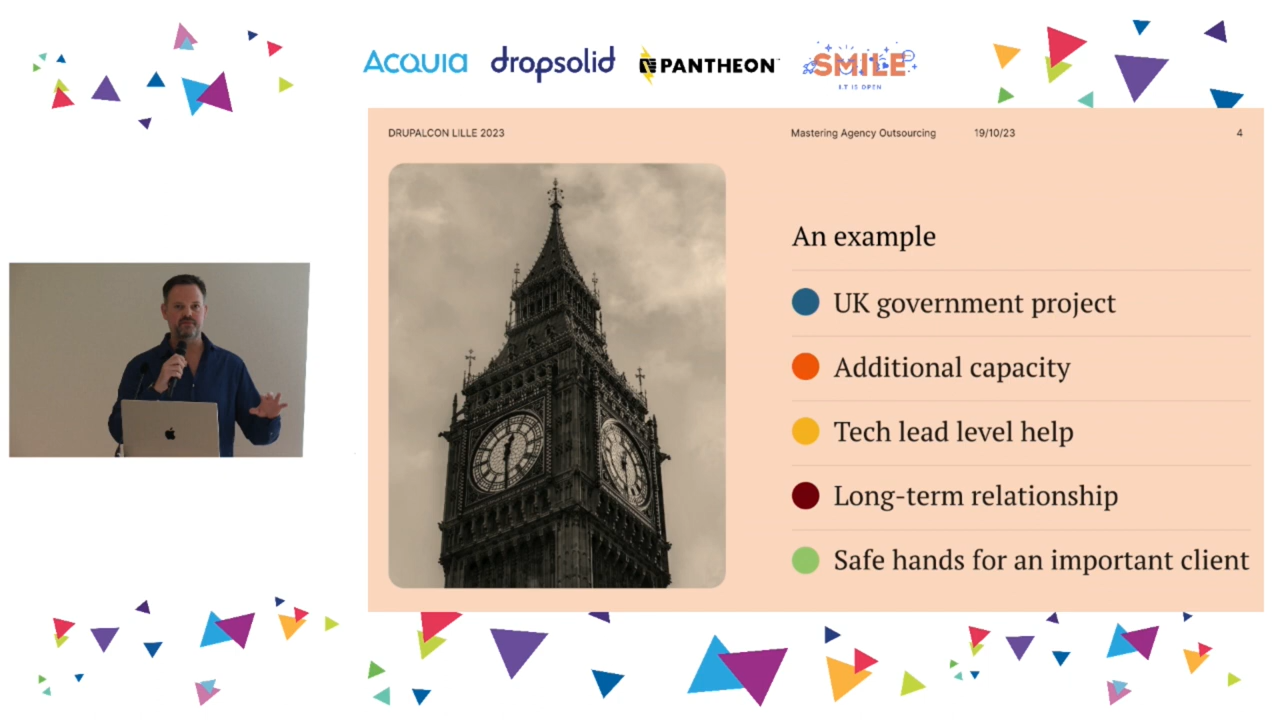 ACQUIA dropsolid PANTHEON SMILE
I.T IS OPEN
DRUPALCON LILLE 2023 Mastering Agency Outsourcing 19/10/23 4
An example
UK government project
Additional capacity
Tech lead level help
Long-term relationship
Safe hands for an important client